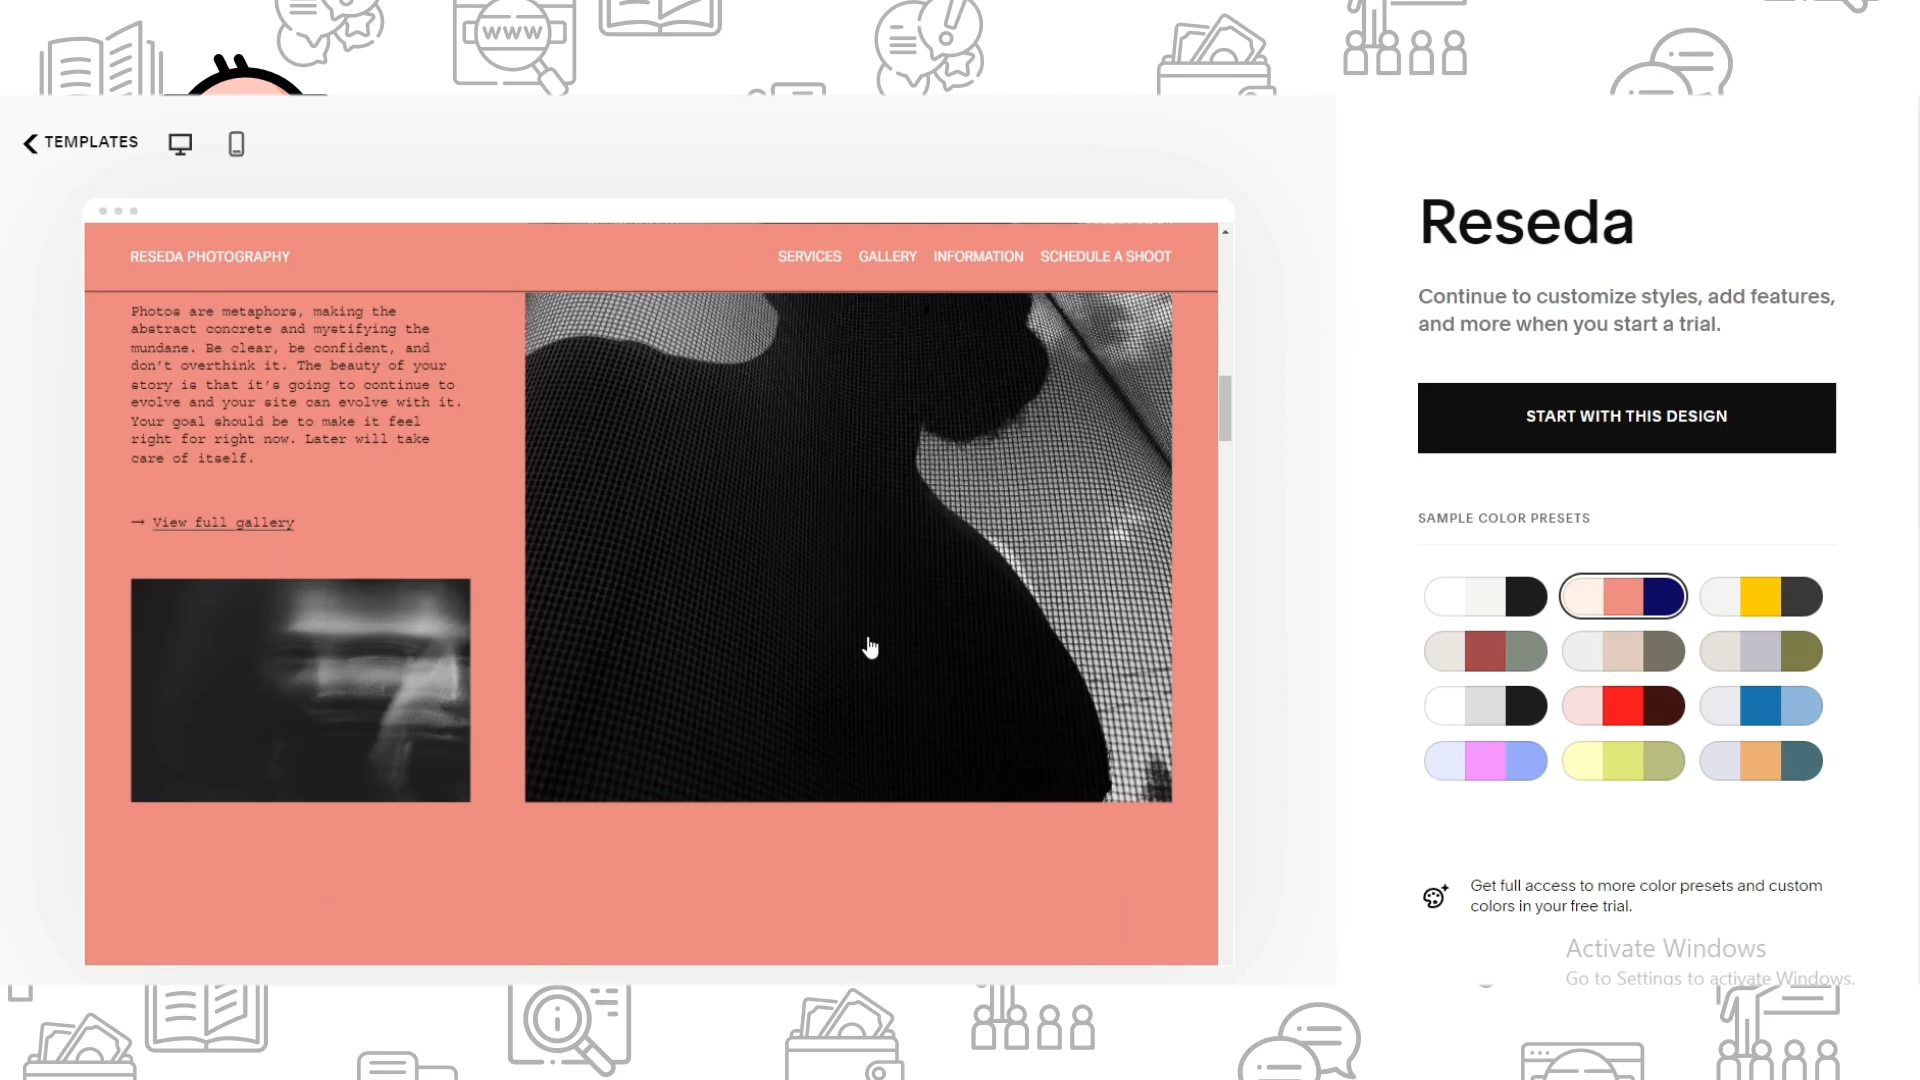 WWW
TEMPLATES
RESEDA PHOTOGRAPHY
SERVICES GALLERY INFORMATION SCHEDULE A SHOOT
Photos are metaphors, making the
abstract concrete and mystifying the
mundane. Be clear, be confident, and
don't overthink it. The beauty of your
story is that it's going to continue to
evolve and your site can evolve with it.
Your goal should be to make it feel
right for right now. Later will take
care of itself.
→ View full gallery
Reseda
Continue to customize styles, add features,
and more when you start a trial.
START WITH THIS DESIGN
SAMPLE COLOR PRESETS
Get full access to more color presets and custom
colors in your free trial.
Activate Windows
Go to Settings to activate Windows.